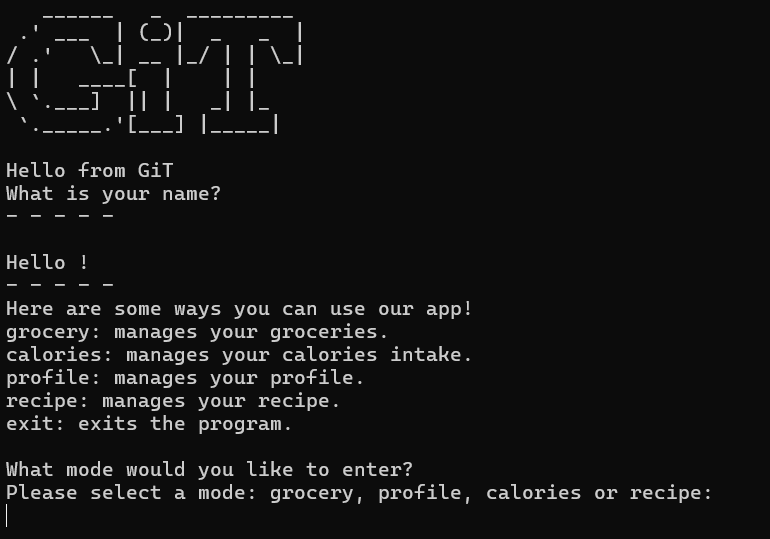 ______   _  _________
 .' ___  | (_)|  _   _  |
/ .'   \_| __ |_/ | | \_|
| |   ____[  |    | |
\ `.___]  || |   _| |_
 `._____.'[___] |_____|

Hello from GiT
What is your name?
- - - - -

Hello !
- - - - -
Here are some ways you can use our app!
grocery: manages your groceries.
calories: manages your calories intake.
profile: manages your profile.
recipe: manages your recipe.
exit: exits the program.

What mode would you like to enter?
Please select a mode: grocery, profile, calories or recipe: